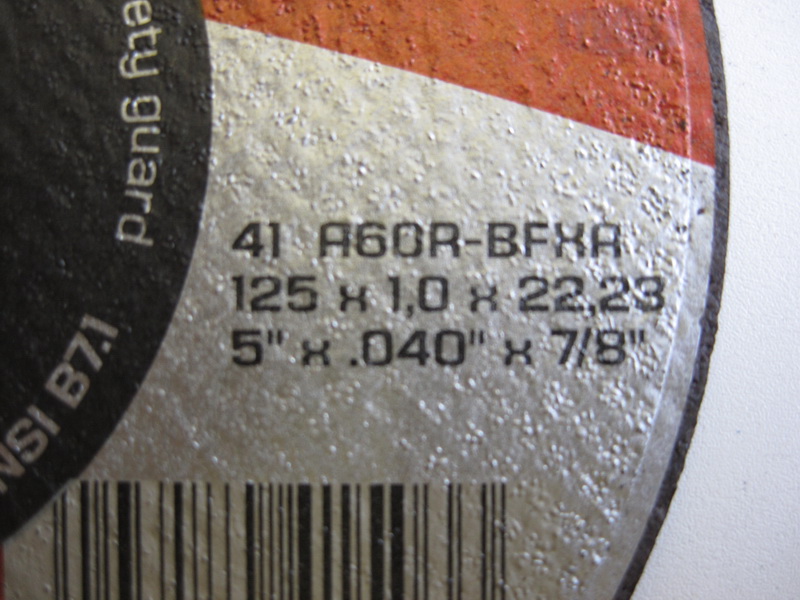 ety guard
41 A60R-BFXA
125 x 1,0 x 22,23
5" x .040" x 7/8"
NSI B7.1